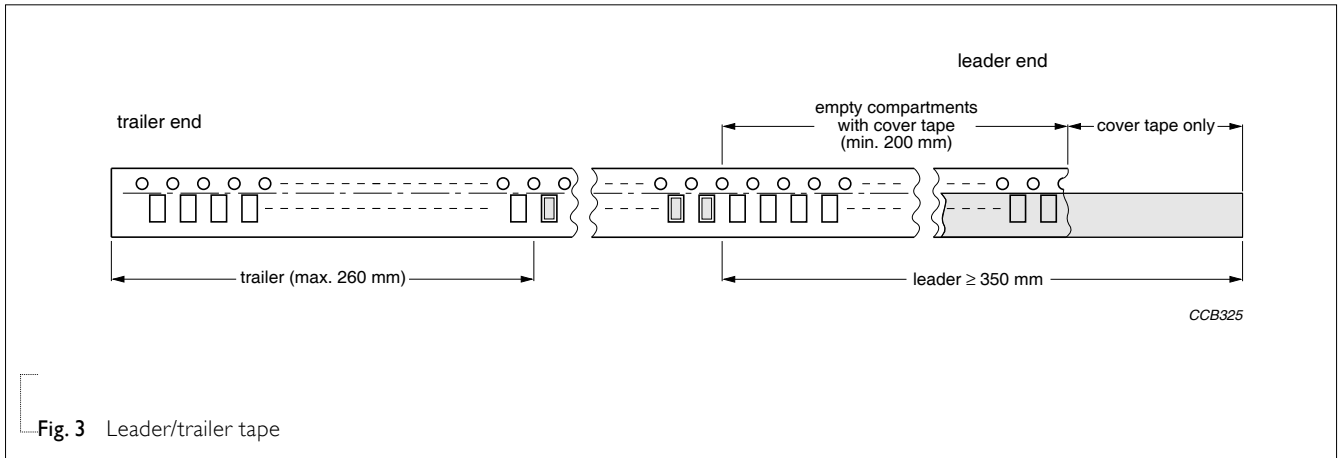 leader end
trailer end
empty compartments
with cover tape
(min. 200 mm)
cover tape only
trailer (max. 260 mm)
leader ≥ 350 mm
CCB325
Fig. 3 Leader/trailer tape